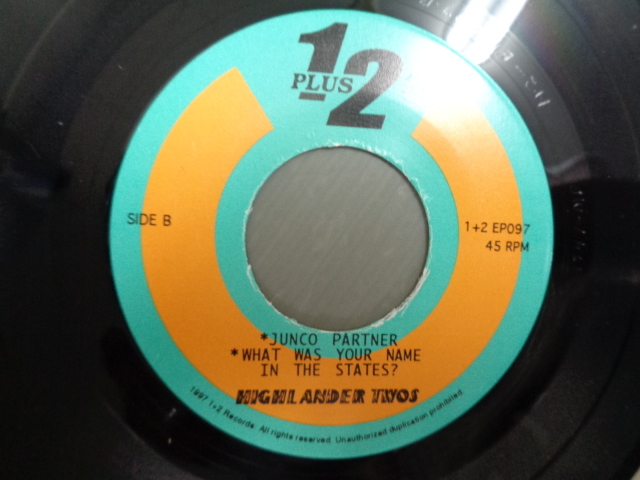 1
PLUS
2
SIDE B
1+2 EP097
45 RPM
*JUNCO PARTNER
*WHAT WAS YOUR NAME
IN THE STATES?
HIGHLANDER TWOS
1997 1+2 Records. All rights reserved. Unauthorized duplication prohibited.